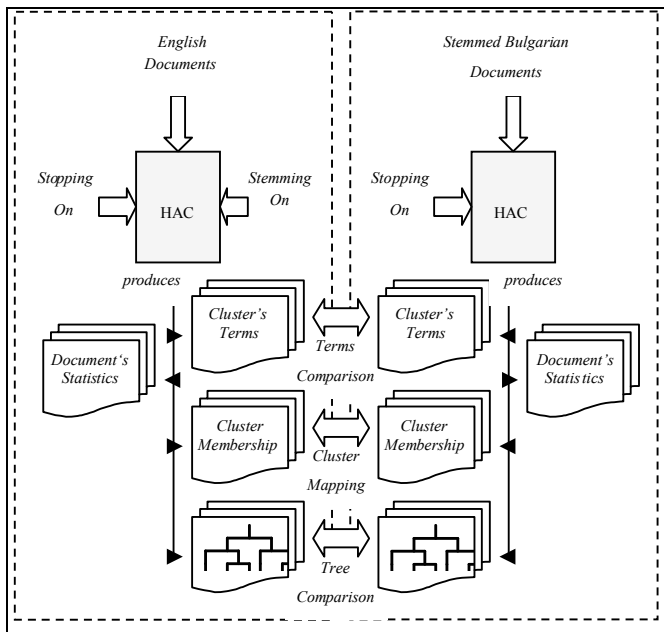 English
Documents
Stemmed Bulgarian
Documents
Stopping
On
HAC
Stemming
On
Stopping
On
HAC
produces
produces
Cluster's
Terms
Terms
Comparison
Cluster's
Terms
Document‘s
Statistics
Document's
Statistics
Cluster
Membership
Cluster
Mapping
Cluster
Membership
Tree
Comparison